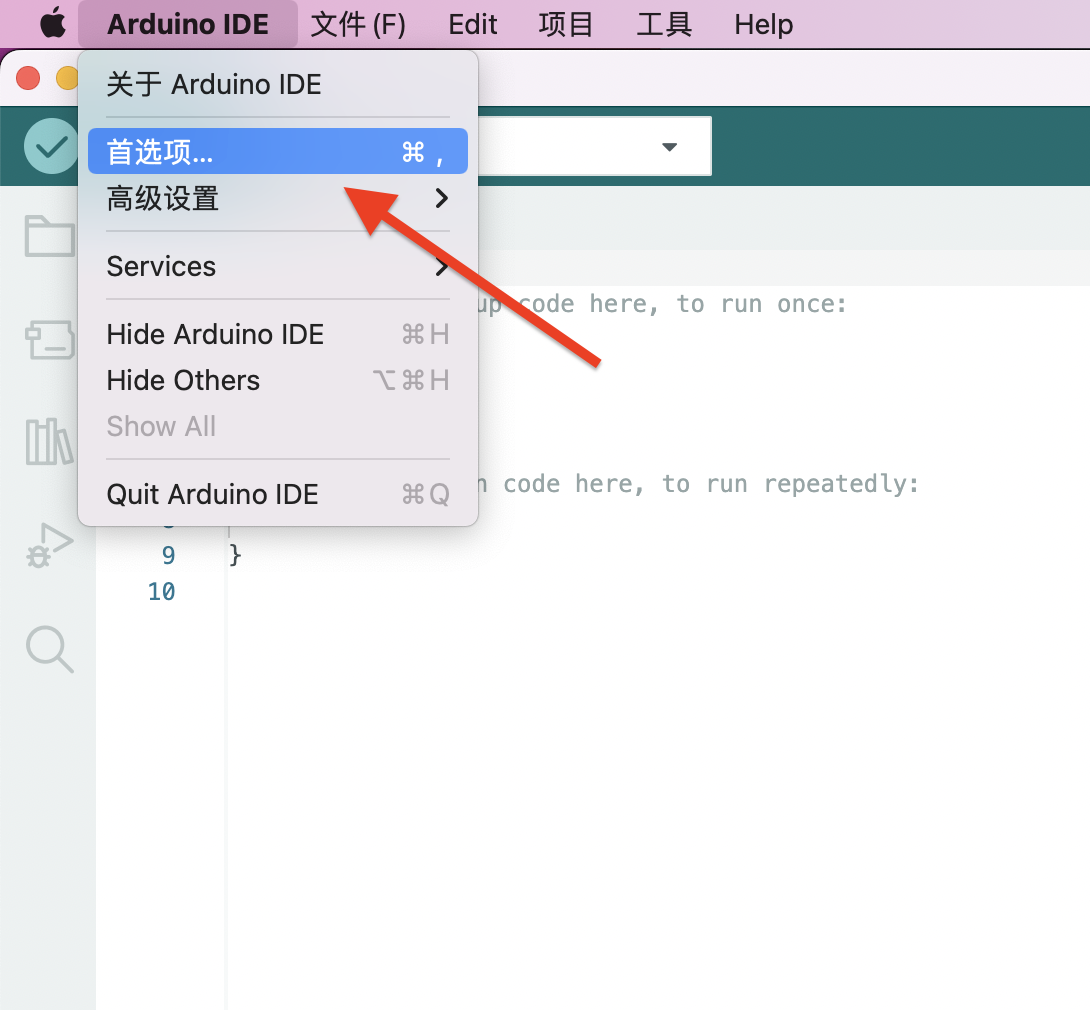 Arduino IDE 文件 (F) Edit 项目 工具 Help
关于 Arduino IDE
首选项... ⌘ ,
高级设置
Services
up code here, to run once:
Hide Arduino IDE ⌘H
Hide Others ⌥⌘H
Show All
n code here, to run repeatedly:
Quit Arduino IDE ⌘Q
9 }
10